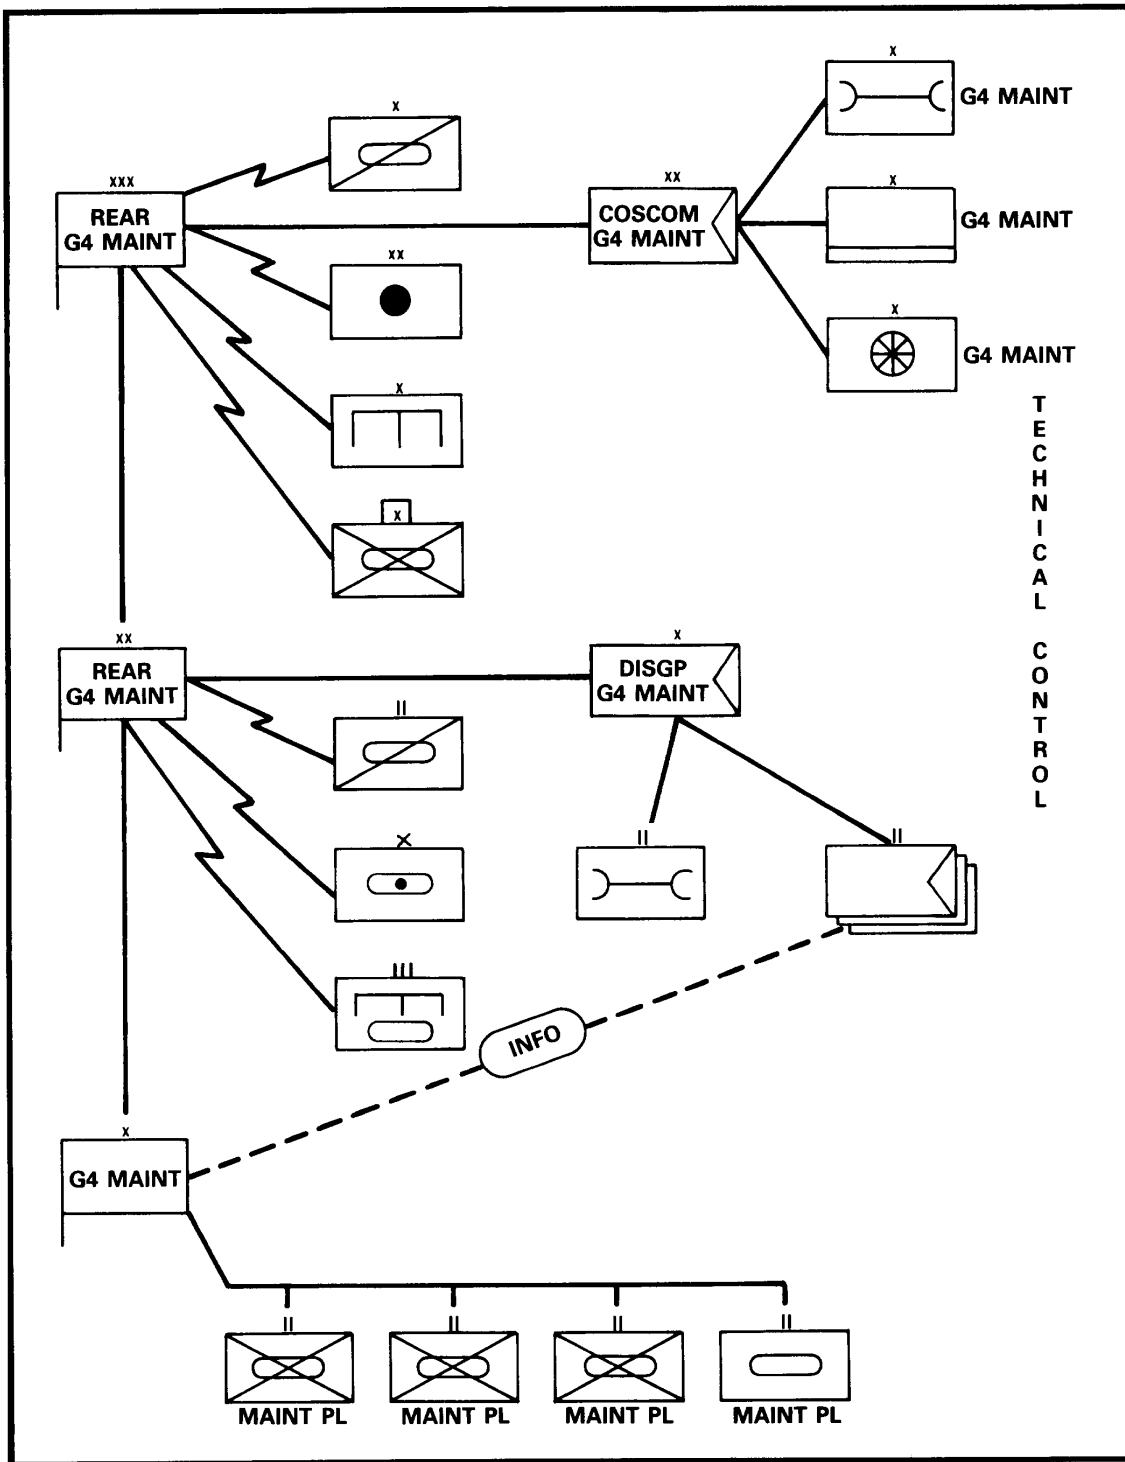 X
X
XXX
REAR
G4 MAINT
XX
COSCOM
G4 MAINT
G4 MAINT
X
G4 MAINT
XX
X
G4 MAINT
X
X
TECHNICAL CONTROL
XX
REAR
G4 MAINT
X
DISGP
G4 MAINT
II
X
II
II
III
INFO
X
G4 MAINT
II
II
II
II
MAINT PL
MAINT PL
MAINT PL
MAINT PL